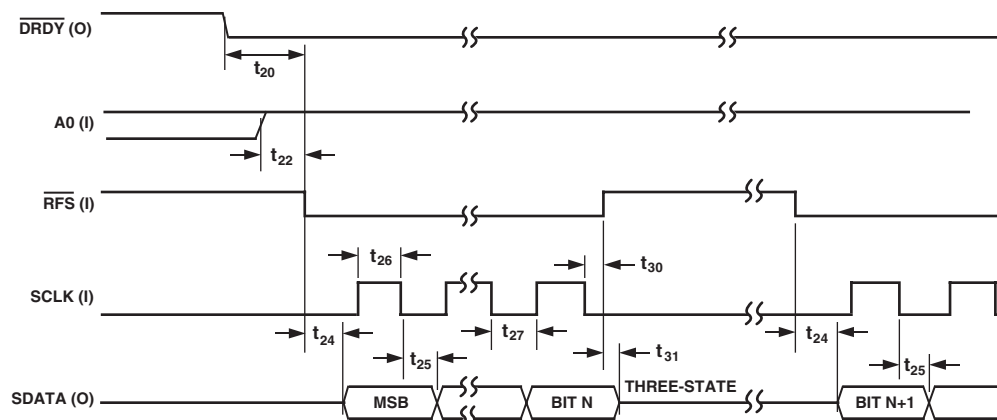 DRDY (O)
t20
A0 (I)
t22
RFS (I)
t26
t30
SCLK (I)
t24
t27
t24
t25
t31
t25
THREE-STATE
SDATA (O)
MSB
BIT N
BIT N+1